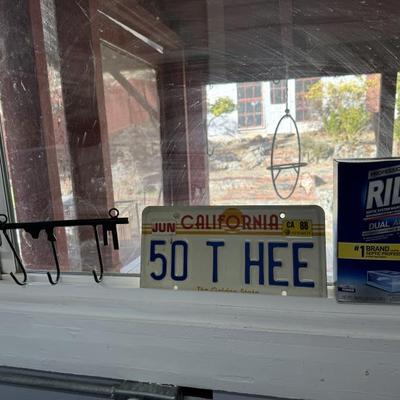 JUN CALIFORNIA CA 88
50 T HEE
The Golden State
RID
DUAL
#1 BRAND